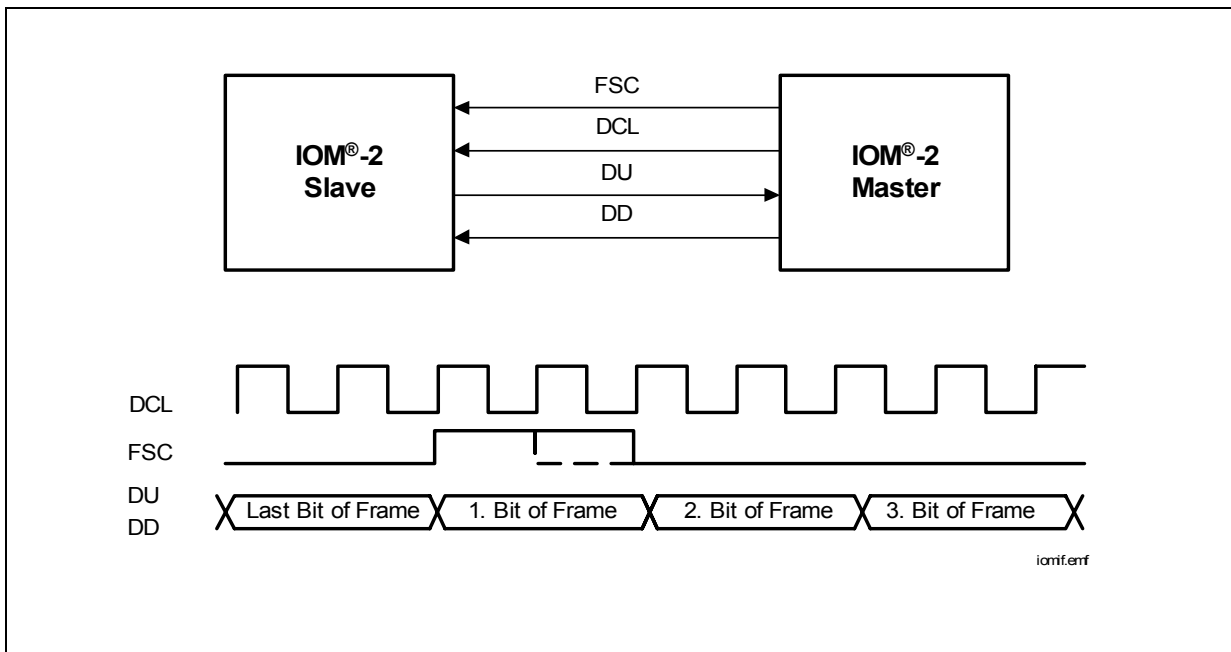 FSC
DCL
DU
DD
IOM®-2
Slave
IOM®-2
Master
DCL
FSC
DU
DD
Last Bit of Frame
1. Bit of Frame
2. Bit of Frame
3. Bit of Frame
iomif.emf